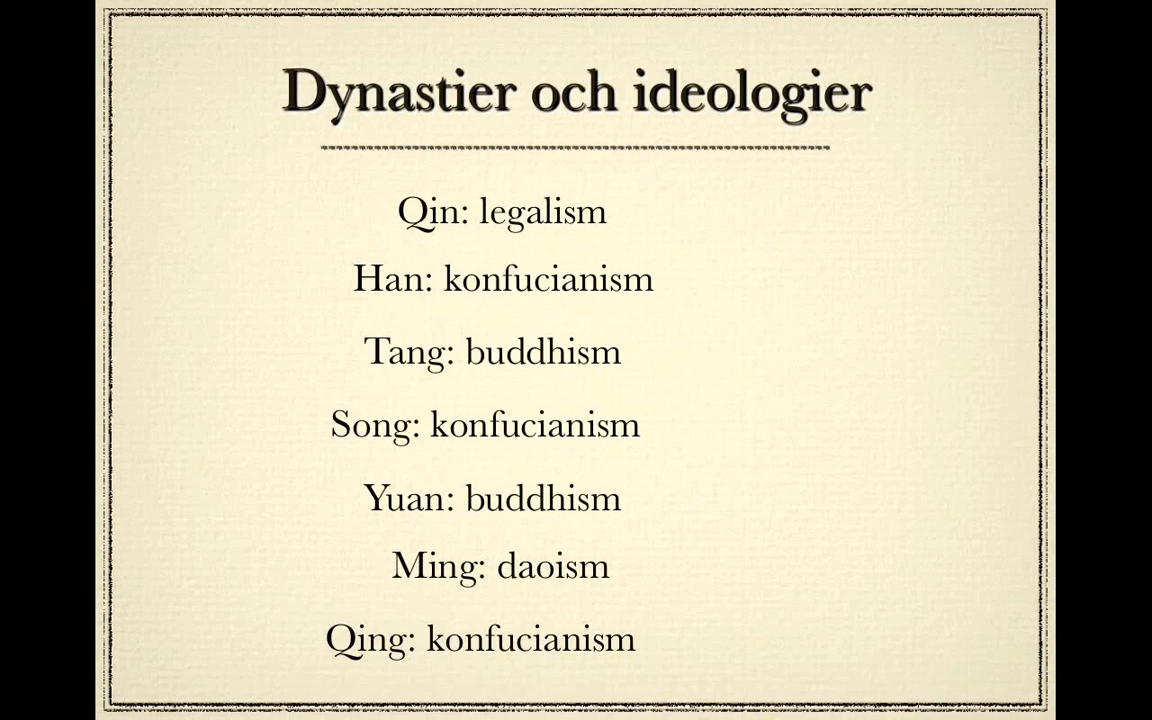 Dynastier och ideologier
Qin: legalism
Han: konfucianism
Tang: buddhism
Song: konfucianism
Yuan: buddhism
Ming: daoism
Qing: konfucianism